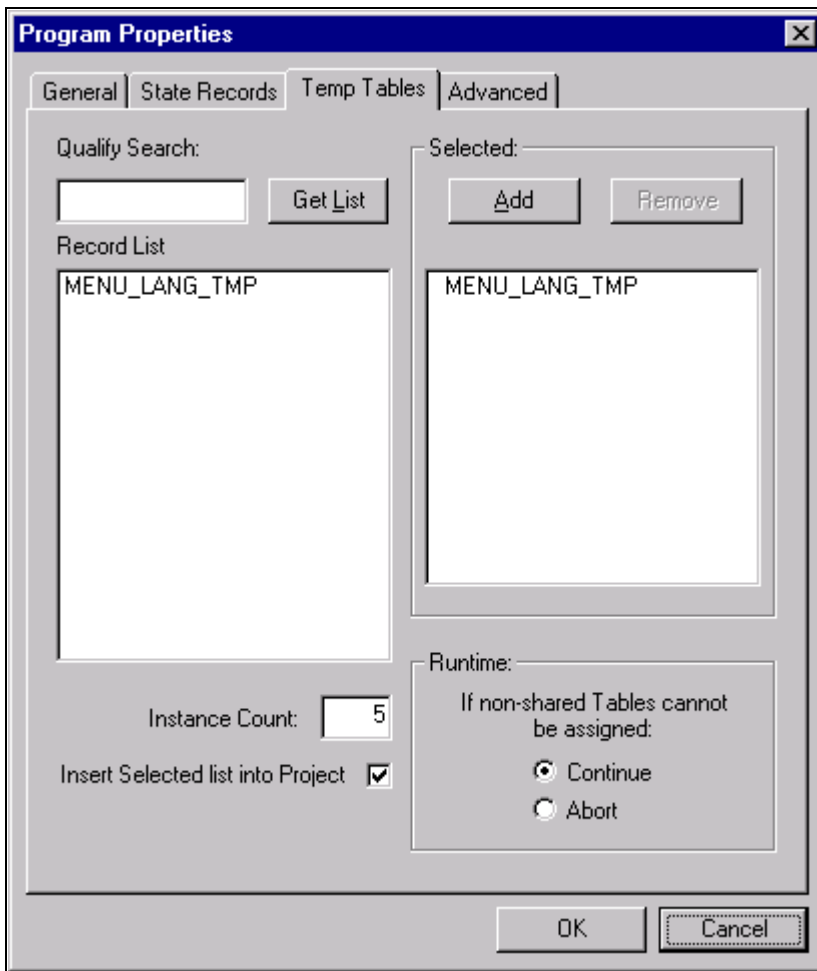 Program Properties
General State Records Temp Tables Advanced
Qualify Search:
Get List
Record List
MENU_LANG_TMP
Instance Count: 5
Insert Selected list into Project
Selected:
Add Remove
MENU_LANG_TMP
Runtime:
If non-shared Tables cannot
be assigned:
Continue
Abort
OK Cancel